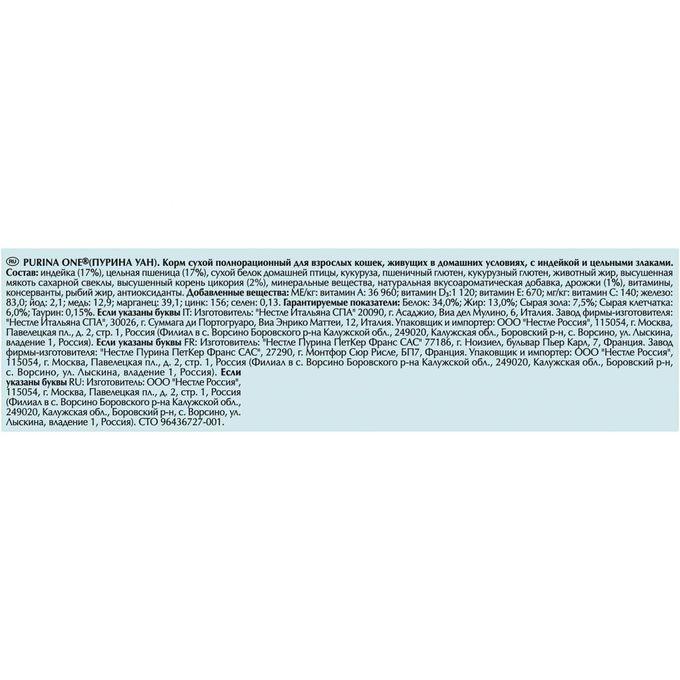 RU PURINA ONE®(ПУРИНА УАН). Корм сухой полнорационный для взрослых кошек, живущих в домашних условиях, с индейкой и цельными злаками.
Состав: индейка (17%), цельная пшеница (17%), сухой белок домашней птицы, кукуруза, пшеничный глютен, кукурузный глютен, животный жир, высушенная
мякоть сахарной свеклы, высушенный корень цикория (2%), минеральные вещества, натуральная вкусоароматическая добавка, дрожжи (1%), витамины,
консерванты, рыбий жир, антиоксиданты. Добавленные вещества: МЕ/кг: витамин A: 36 960; витамин D₃:1 120; витамин E: 670; мг/кг: витамин C: 140; железо:
83,0; йод: 2,1; медь: 12,9; марганец: 39,1; цинк: 156; селен: 0,13. Гарантируемые показатели: Белок: 34,0%; Жир: 13,0%; Сырая зола: 7,5%; Сырая клетчатка:
6,0%; Таурин: 0,15%. Если указаны буквы IT: Изготовитель: "Нестле Итальяна СПА" 20090, г. Асаджио, Виа дел Мулино, 6, Италия. Завод фирмы-изготовителя:
"Нестле Итальяна СПА", 30026, г. Суммага ди Портогруаро, Виа Энрико Маттеи, 12, Италия. Упаковщик и импортер: ООО "Нестле Россия", 115054, г. Москва,
Павелецкая пл., д. 2, стр. 1, Россия (Филиал в с. Ворсино Боровского р-на Калужской обл., 249020, Калужская обл., Боровский р-н, с. Ворсино, ул. Лыскина,
владение 1, Россия). Если указаны буквы FR: Изготовитель: "Нестле Пурина ПетКер Франс САС" 77186, г. Ноизиел, бульвар Пьер Карл, 7, Франция. Завод
фирмы-изготовителя: "Нестле Пурина ПетКер Франс САС", 27290, г. Монтфор Сюр Рисле, БП7, Франция. Упаковщик и импортер: ООО "Нестле Россия",
115054, г. Москва, Павелецкая пл., д. 2, стр. 1, Россия (Филиал в с. Ворсино Боровского р-на Калужской обл., 249020, Калужская обл., Боровский р-н,
с. Ворсино, ул. Лыскина, владение 1, Россия). Если
указаны буквы RU: Изготовитель: ООО "Нестле Россия",
115054, г. Москва, Павелецкая пл., д. 2, стр. 1, Россия
(Филиал в с. Ворсино Боровского р-на Калужской обл.,
249020, Калужская обл., Боровский р-н, с. Ворсино, ул.
Лыскина, владение 1, Россия). СТО 96436727-001.